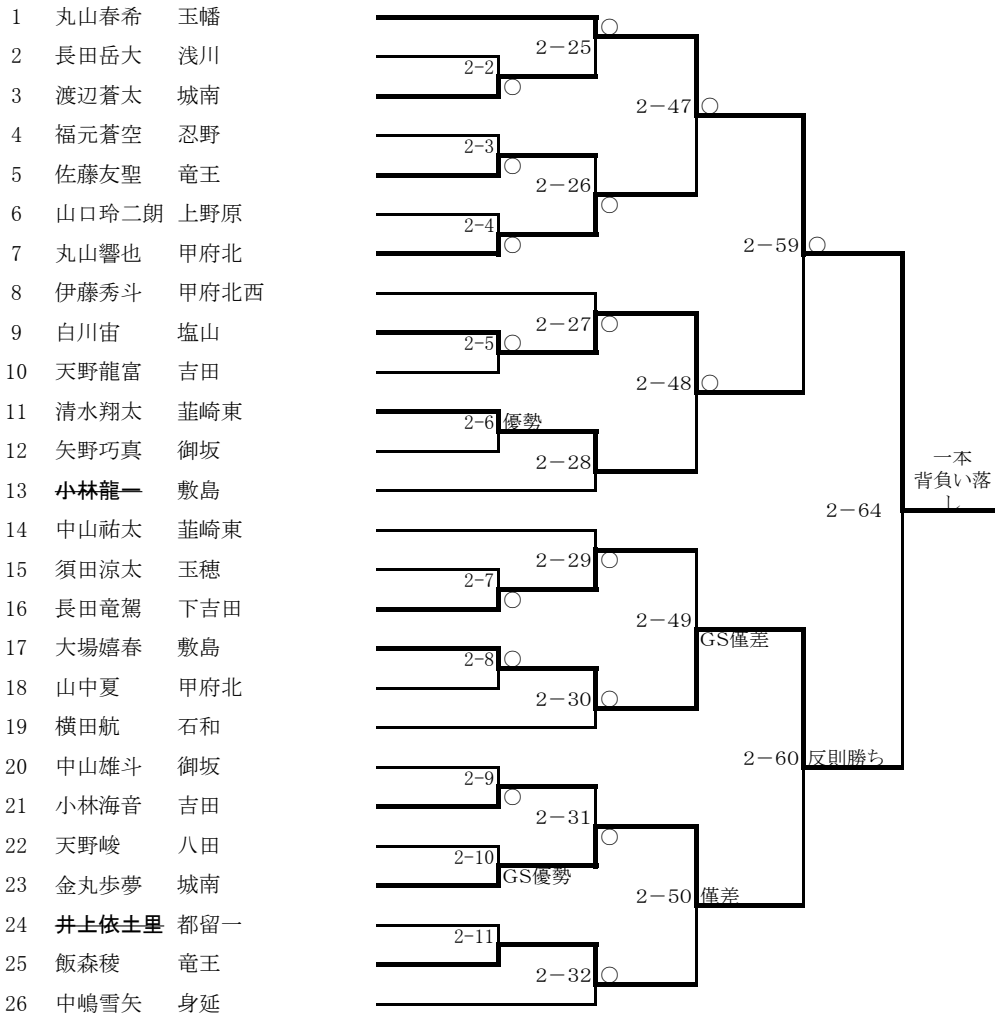 1 丸山春希 玉幡
2 長田岳大 浅川
3 渡辺蒼太 城南
4 福元蒼空 忍野
5 佐藤友聖 竜王
6 山口玲二朗 上野原
7 丸山響也 甲府北
8 伊藤秀斗 甲府北西
9 白川宙 塩山
10 天野龍富 吉田
11 清水翔太 韮崎東
12 矢野巧真 御坂
13 小林龍一 敷島
14 中山祐太 韮崎東
15 須田涼太 玉穂
16 長田竜駕 下吉田
17 大場嬉春 敷島
18 山中夏 甲府北
19 横田航 石和
20 中山雄斗 御坂
21 小林海音 吉田
22 天野峻 八田
23 金丸歩夢 城南
24 井上依土里 都留一
25 飯森稜 竜王
26 中嶋雪矢 身延
2-2 ○
2-3 ○
2-4 ○
2-5 ○
2-6 優勢
2-7 ○
2-8 ○
2-9 ○
2-10 GS優勢
2-11
2−25 ○
2−26 ○
2−27 ○
2−28
2−29 ○
2−30 ○
2−31 ○
2−32 ○
2−47 ○
2−48 ○
2−49 GS僅差
2−50 僅差
2−59 ○
2−60 反則勝ち
2−64
一本
背負い落
し